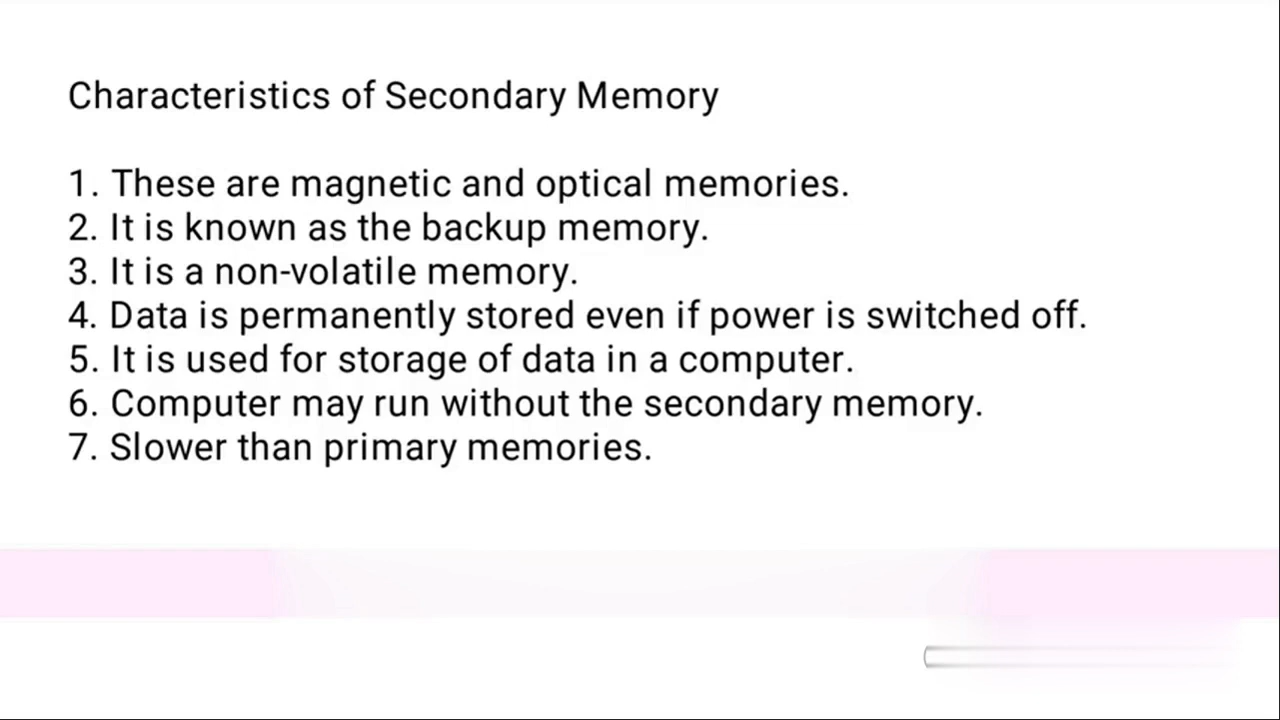 Characteristics of Secondary Memory
1. These are magnetic and optical memories.
2. It is known as the backup memory.
3. It is a non-volatile memory.
4. Data is permanently stored even if power is switched off.
5. It is used for storage of data in a computer.
6. Computer may run without the secondary memory.
7. Slower than primary memories.